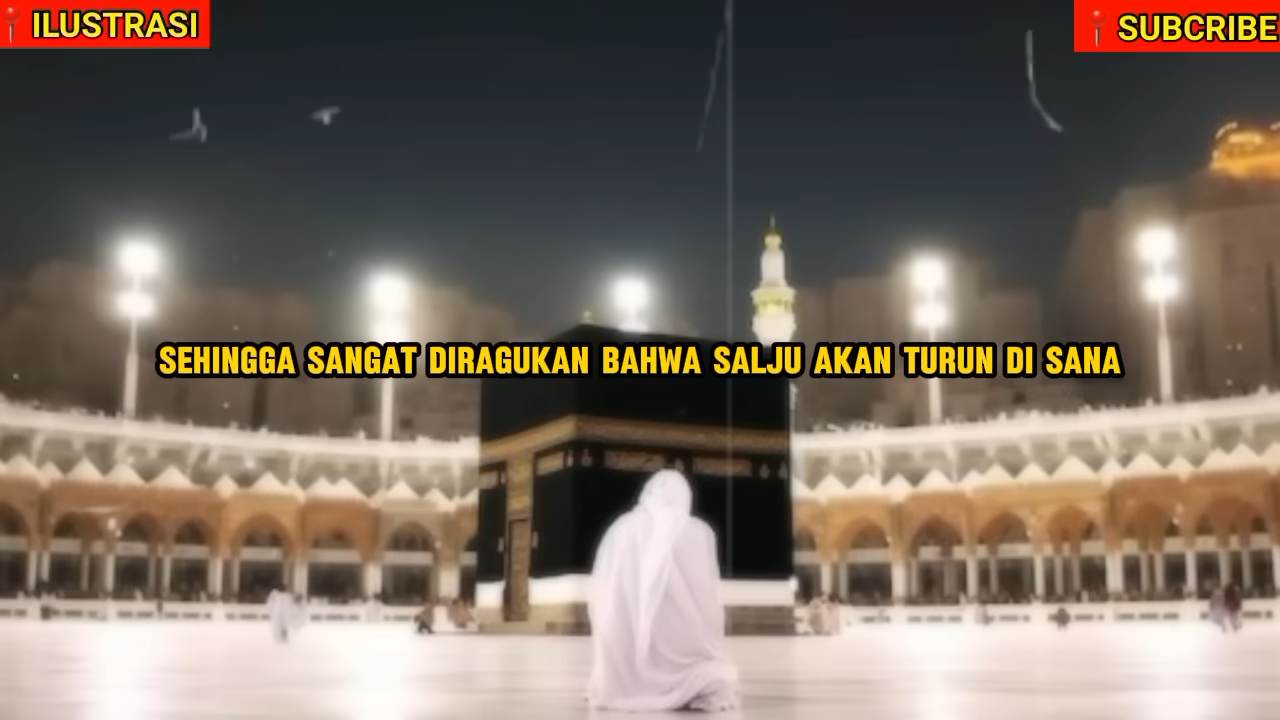 ILUSTRASI
SUBCRIBE
SEHINGGA SANGAT DIRAGUKAN BAHWA SALJU AKAN TURUN DI SANA